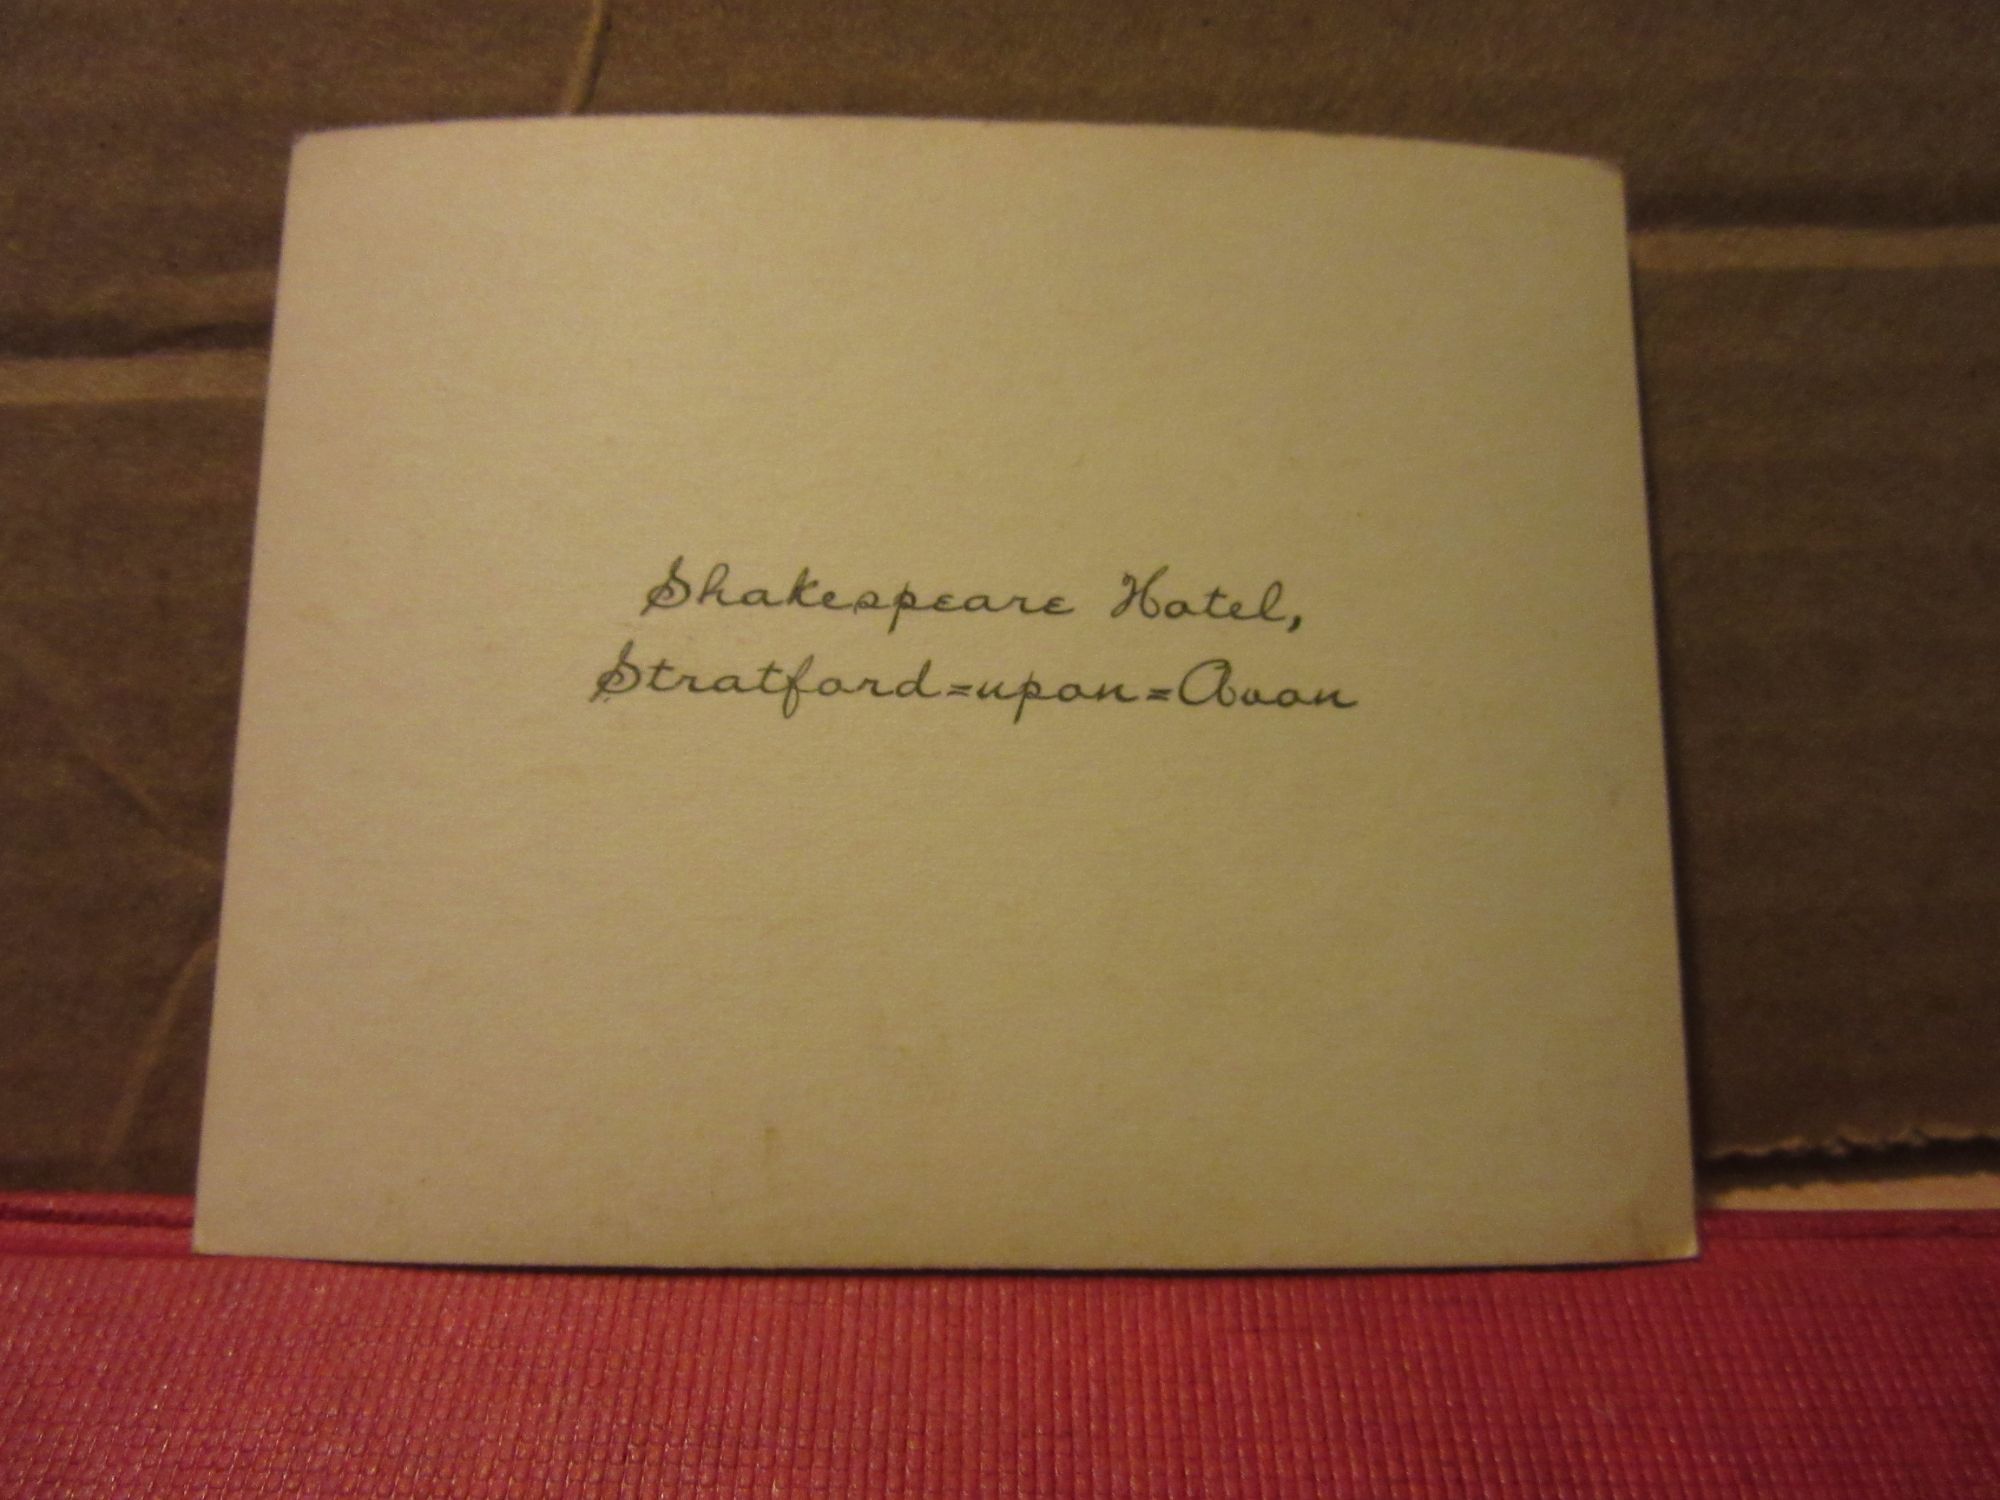 Shakespeare Hotel,
Stratford=upon=Avon